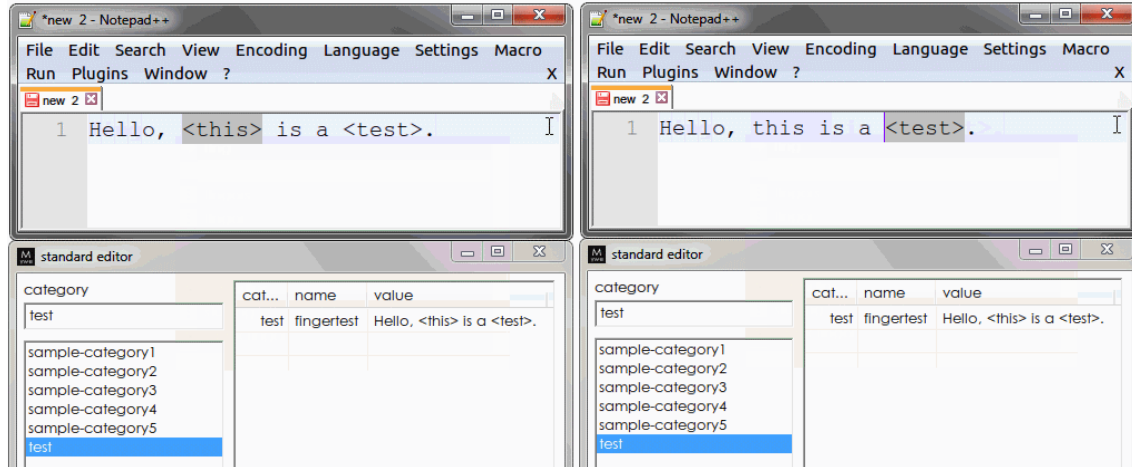 *new 2 - Notepad++
File Edit Search View Encoding Language Settings Macro
Run Plugins Window ? X
new 2
1 Hello, <this> is a <test>.
standard editor
category
test
sample-category1
sample-category2
sample-category3
sample-category4
sample-category5
test
cat... name value
test fingertest Hello, <this> is a <test>.
*new 2 - Notepad++
File Edit Search View Encoding Language Settings Macro
Run Plugins Window ? X
new 2
1 Hello, this is a <test>.
standard editor
category
test
sample-category1
sample-category2
sample-category3
sample-category4
sample-category5
test
cat... name value
test fingertest Hello, <this> is a <test>.